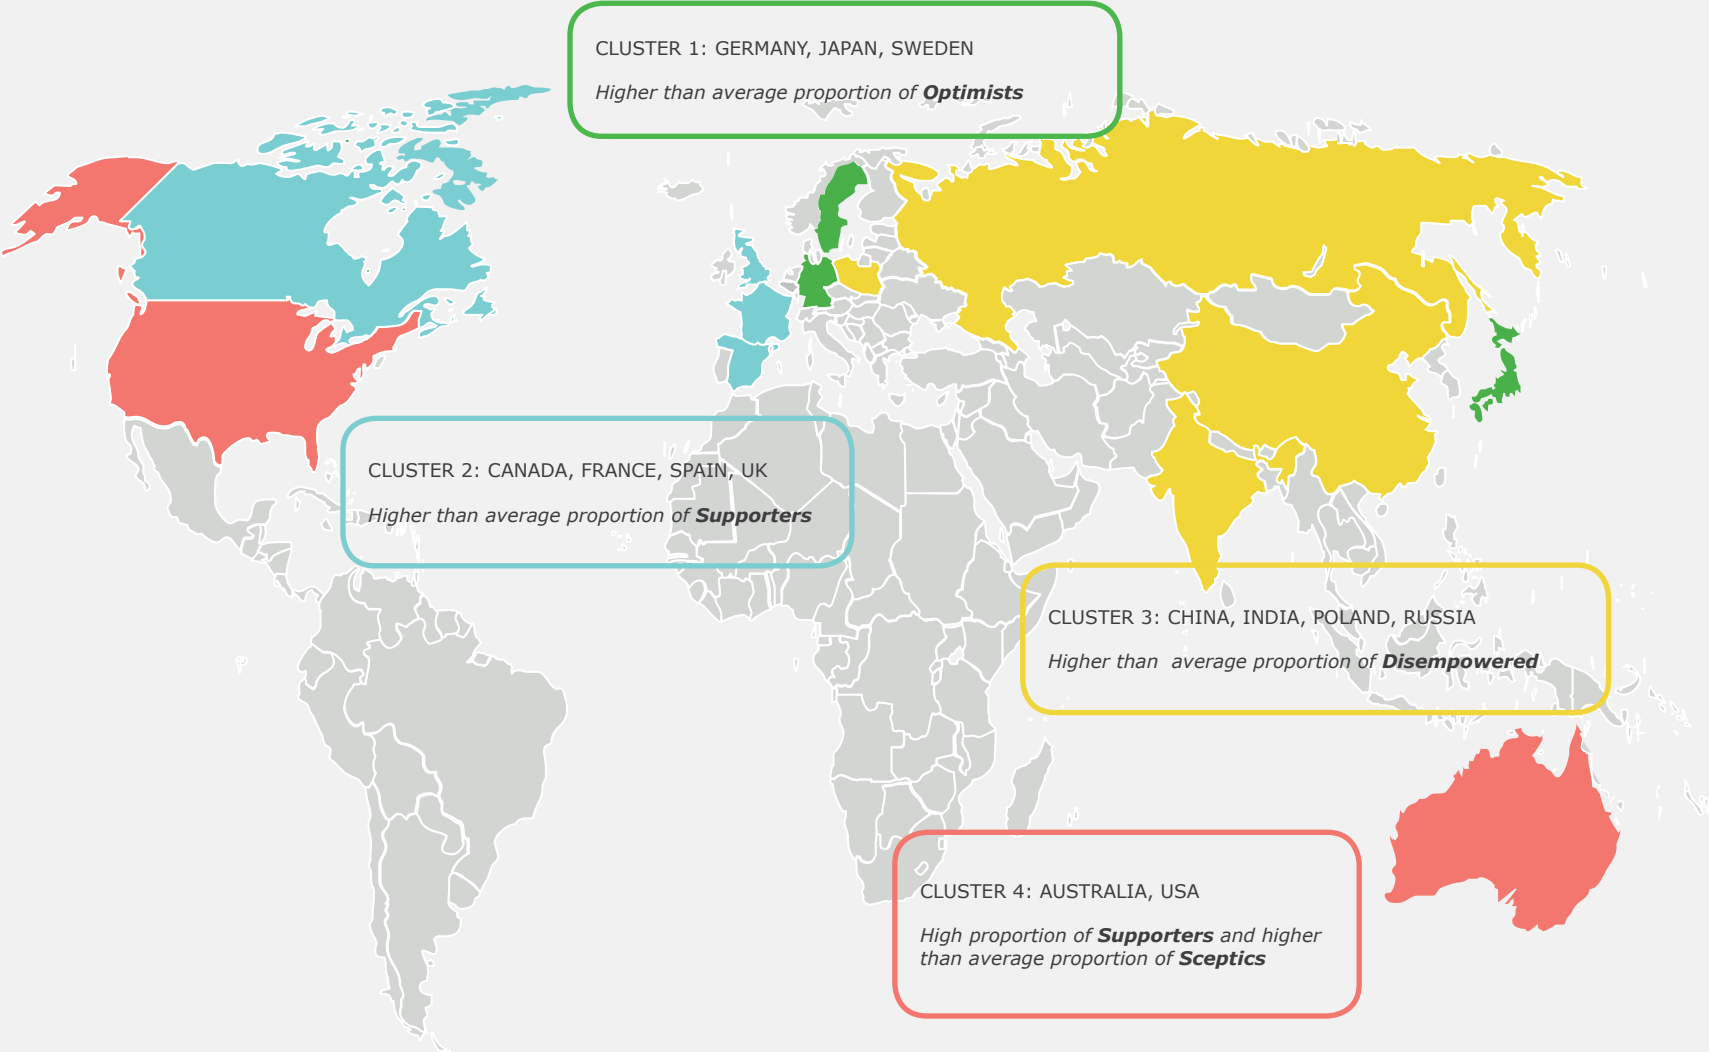 CLUSTER 1: GERMANY, JAPAN, SWEDEN
Higher than average proportion of Optimists
CLUSTER 2: CANADA, FRANCE, SPAIN, UK
Higher than average proportion of Supporters
CLUSTER 3: CHINA, INDIA, POLAND, RUSSIA
Higher than  average proportion of Disempowered
CLUSTER 4: AUSTRALIA, USA
High proportion of Supporters and higher
than average proportion of Sceptics